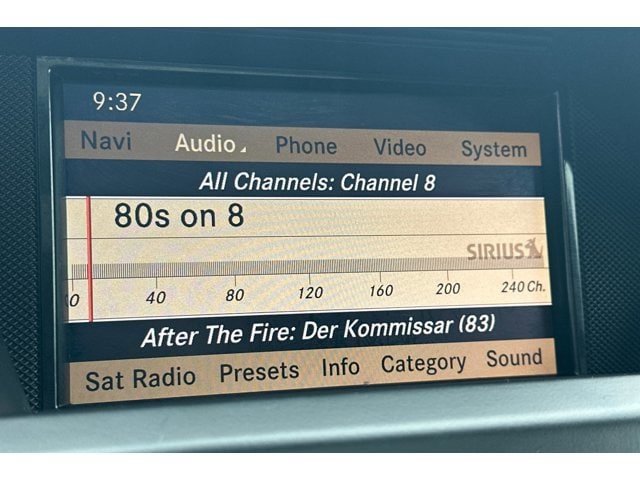 9:37
Navi Audio Phone Video System
All Channels: Channel 8
80s on 8
SIRIUS
0 40 80 120 160 200 240 Ch.
After The Fire: Der Kommissar (83)
Sat Radio Presets Info Category Sound